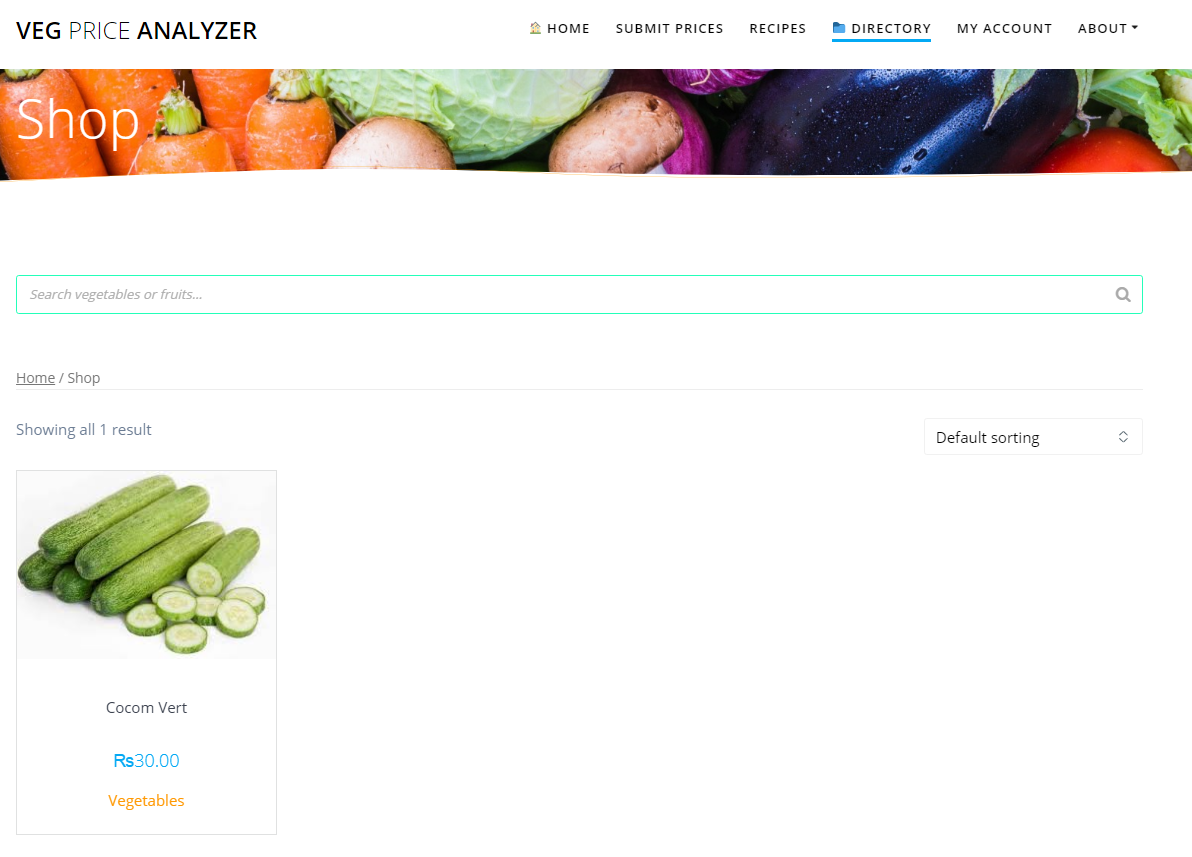 VEG PRICE ANALYZER
HOME SUBMIT PRICES RECIPES DIRECTORY MY ACCOUNT ABOUT
Shop
Search vegetables or fruits...
Home / Shop
Showing all 1 result
Default sorting
Cocom Vert
₨30.00
Vegetables